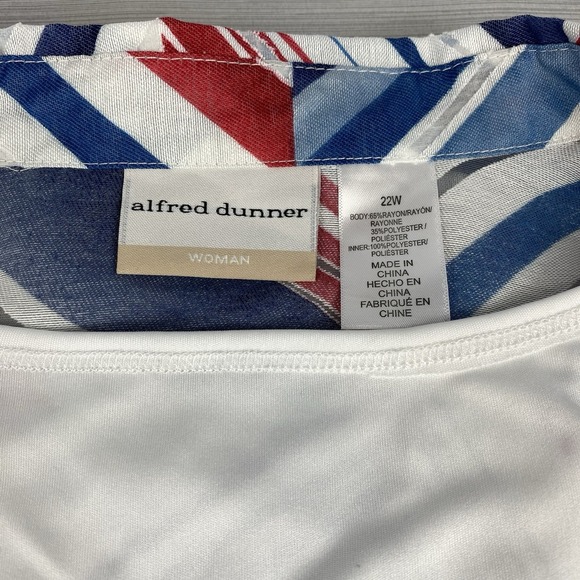 alfred dunner
WOMAN
22W
BODY:65%RAYON/RAYÓN/
RAYONNE
35%POLYESTER/
POLIÉSTER
INNER:100%POLYESTER/
POLIÉSTER
MADE IN
CHINA
HECHO EN
CHINA
FABRIQUÉ EN
CHINE